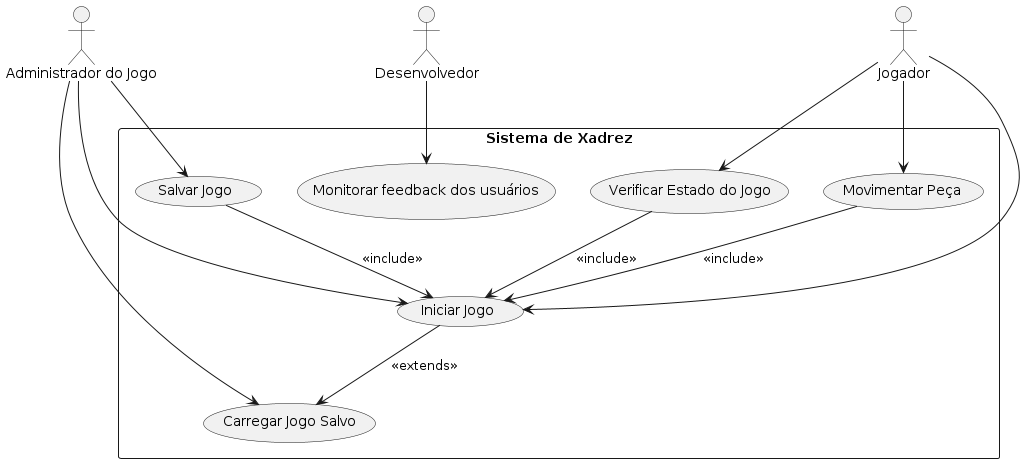 Administrador do Jogo
Desenvolvedor
Jogador
Sistema de Xadrez
Salvar Jogo
Monitorar feedback dos usuários
Verificar Estado do Jogo
Movimentar Peça
«include»
«include»
«include»
Iniciar Jogo
«extends»
Carregar Jogo Salvo